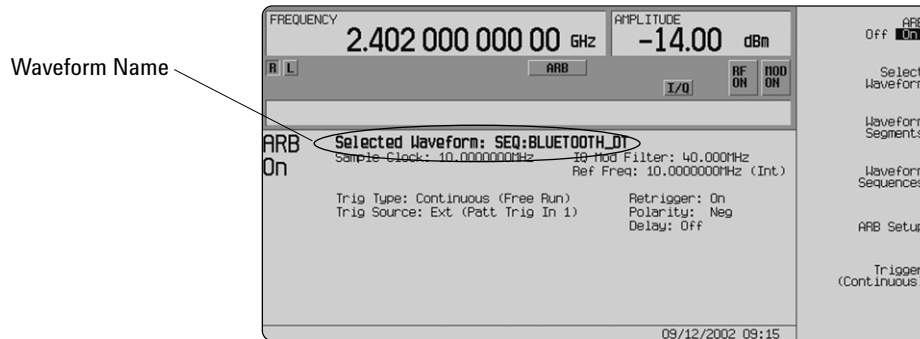 Waveform Name
FREQUENCY
2.402 000 000 00 GHz
AMPLITUDE
-14.00 dBm
R L
ARB
I/Q
RF ON
MOD ON
ARB On
Selected Waveform: SEQ:BLUETOOTH_DT
Sample Clock: 10.0000000MHz IQ Mod Filter: 40.000MHz
Ref Freq: 10.0000000MHz (Int)
Trig Type: Continuous (Free Run) Retrigger: On
Trig Source: Ext (Patt Trig In 1) Polarity: Neg
Delay: Off
09/12/2002 09:15
ARB
Off On
Select
Waveform
Waveform
Segments
Waveform
Sequences
ARB Setup
Trigger
(Continuous)